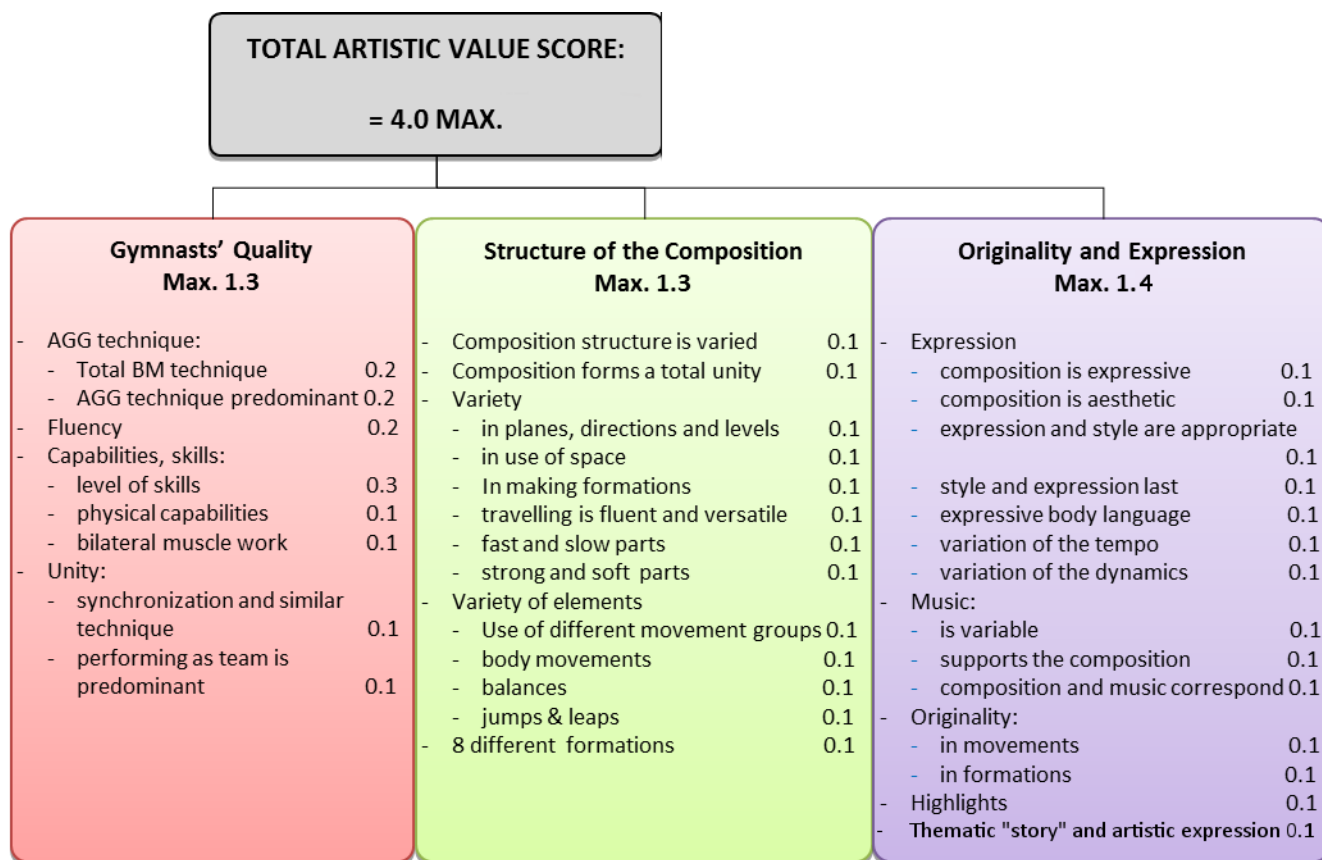 TOTAL ARTISTIC VALUE SCORE:
= 4.0 MAX.
Gymnasts' Quality
Max. 1.3
- AGG technique:
- Total BM technique 0.2
- AGG technique predominant 0.2
- Fluency 0.2
- Capabilities, skills:
- level of skills 0.3
- physical capabilities 0.1
- bilateral muscle work 0.1
- Unity:
- synchronization and similar
technique 0.1
- performing as team is
predominant 0.1
Structure of the Composition
Max. 1.3
- Composition structure is varied 0.1
- Composition forms a total unity 0.1
- Variety
- in planes, directions and levels 0.1
- in use of space 0.1
- In making formations 0.1
- travelling is fluent and versatile 0.1
- fast and slow parts 0.1
- strong and soft parts 0.1
- Variety of elements
- Use of different movement groups 0.1
- body movements 0.1
- balances 0.1
- jumps & leaps 0.1
- 8 different formations 0.1
Originality and Expression
Max. 1.4
- Expression
- composition is expressive 0.1
- composition is aesthetic 0.1
- expression and style are appropriate
0.1
- style and expression last 0.1
- expressive body language 0.1
- variation of the tempo 0.1
- variation of the dynamics 0.1
- Music:
- is variable 0.1
- supports the composition 0.1
- composition and music correspond 0.1
- Originality:
- in movements 0.1
- in formations 0.1
- Highlights 0.1
- Thematic "story" and artistic expression 0.1